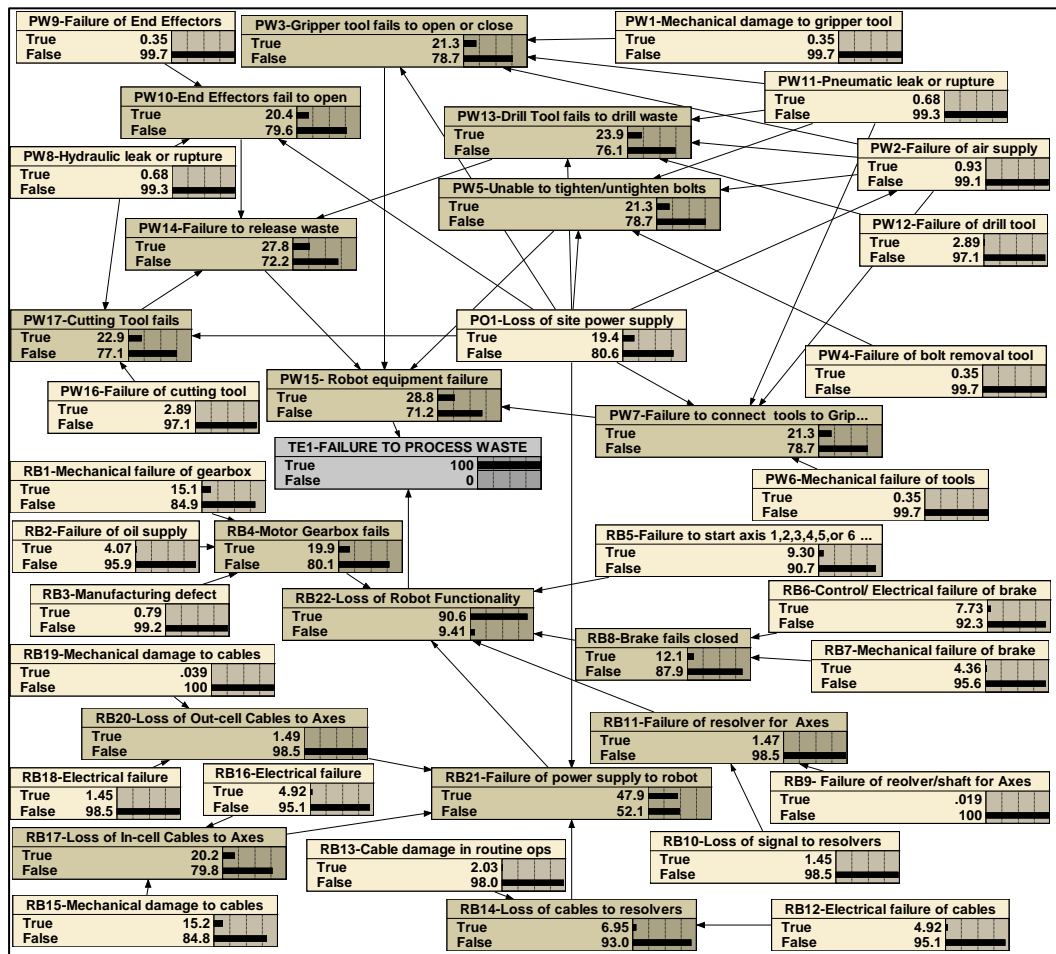 PW9-Failure of End Effectors
True 0.35
False 99.7
PW3-Gripper tool fails to open or close
True 21.3
False 78.7
PW1-Mechanical damage to gripper tool
True 0.35
False 99.7
PW10-End Effectors fail to open
True 20.4
False 79.6
PW11-Pneumatic leak or rupture
True 0.68
False 99.3
PW13-Drill Tool fails to drill waste
True 23.9
False 76.1
PW8-Hydraulic leak or rupture
True 0.68
False 99.3
PW2-Failure of air supply
True 0.93
False 99.1
PW5-Unable to tighten/untighten bolts
True 21.3
False 78.7
PW14-Failure to release waste
True 27.8
False 72.2
PW12-Failure of drill tool
True 2.89
False 97.1
PW17-Cutting Tool fails
True 22.9
False 77.1
PO1-Loss of site power supply
True 19.4
False 80.6
PW4-Failure of bolt removal tool
True 0.35
False 99.7
PW16-Failure of cutting tool
True 2.89
False 97.1
PW15- Robot equipment failure
True 28.8
False 71.2
PW7-Failure to connect tools to Grip...
True 21.3
False 78.7
TE1-FAILURE TO PROCESS WASTE
True 100
False 0
RB1-Mechanical failure of gearbox
True 15.1
False 84.9
PW6-Mechanical failure of tools
True 0.35
False 99.7
RB2-Failure of oil supply
True 4.07
False 95.9
RB4-Motor Gearbox fails
True 19.9
False 80.1
RB5-Failure to start axis 1,2,3,4,5,or 6 ...
True 9.30
False 90.7
RB3-Manufacturing defect
True 0.79
False 99.2
RB22-Loss of Robot Functionality
True 90.6
False 9.41
RB6-Control/ Electrical failure of brake
True 7.73
False 92.3
RB8-Brake fails closed
True 12.1
False 87.9
RB7-Mechanical failure of brake
True 4.36
False 95.6
RB19-Mechanical damage to cables
True .039
False 100
RB20-Loss of Out-cell Cables to Axes
True 1.49
False 98.5
RB11-Failure of resolver for Axes
True 1.47
False 98.5
RB18-Electrical failure
True 1.45
False 98.5
RB16-Electrical failure
True 4.92
False 95.1
RB21-Failure of power supply to robot
True 47.9
False 52.1
RB9- Failure of reolver/shaft for Axes
True .019
False 100
RB17-Loss of In-cell Cables to Axes
True 20.2
False 79.8
RB13-Cable damage in routine ops
True 2.03
False 98.0
RB10-Loss of signal to resolvers
True 1.45
False 98.5
RB15-Mechanical damage to cables
True 15.2
False 84.8
RB14-Loss of cables to resolvers
True 6.95
False 93.0
RB12-Electrical failure of cables
True 4.92
False 95.1